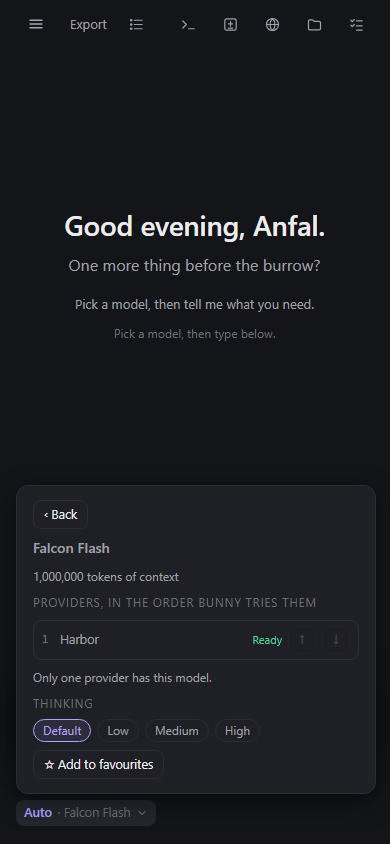 Export
Good evening, Anfal.
One more thing before the burrow?
Pick a model, then tell me what you need.
Pick a model, then type below.
‹ Back
Falcon Flash
1,000,000 tokens of context
PROVIDERS, IN THE ORDER BUNNY TRIES THEM
1 Harbor Ready ↑ ↓
Only one provider has this model.
THINKING
Default Low Medium High
☆ Add to favourites
Auto · Falcon Flash